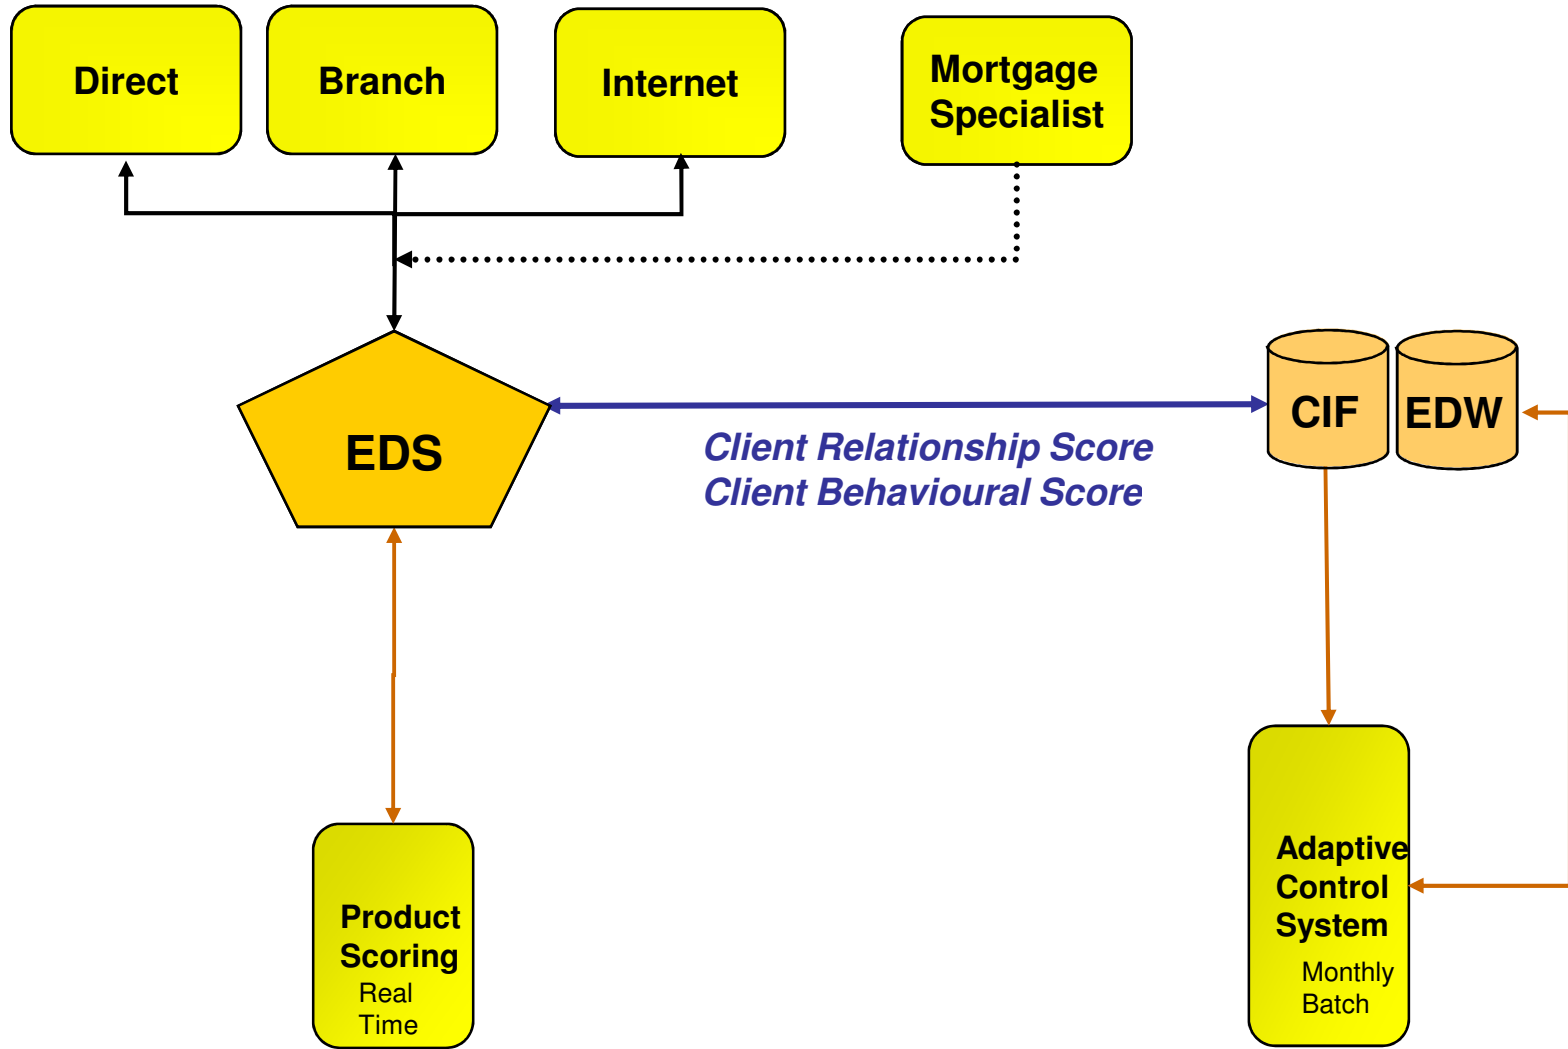 Direct
Branch
Internet
Mortgage
Specialist
EDS
CIF
EDW
Client Relationship Score
Client Behavioural Score
Product
Scoring
Real
Time
Adaptive
Control
System
Monthly
Batch